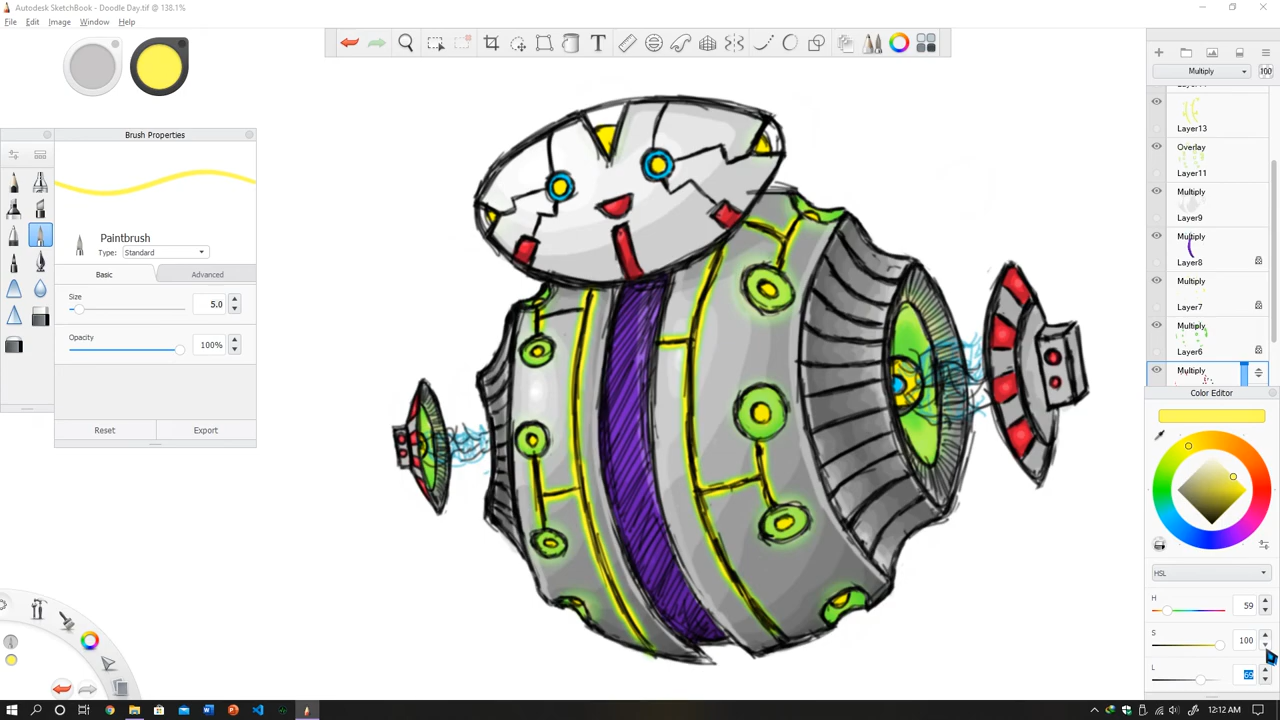 Autodesk SketchBook - Doodle Day.tif @ 138.1%
File Edit Image Window Help
Brush Properties
Paintbrush
Type: Standard
Basic Advanced
Size
5.0
Opacity
100%
Reset Export
Multiply 100
Layer13
Overlay
Layer11
Multiply
Layer9
Multiply
Layer8
Multiply
Layer7
Multiply
Layer6
Multiply
Color Editor
HSL
H 59
S 100
L
12:12 AM